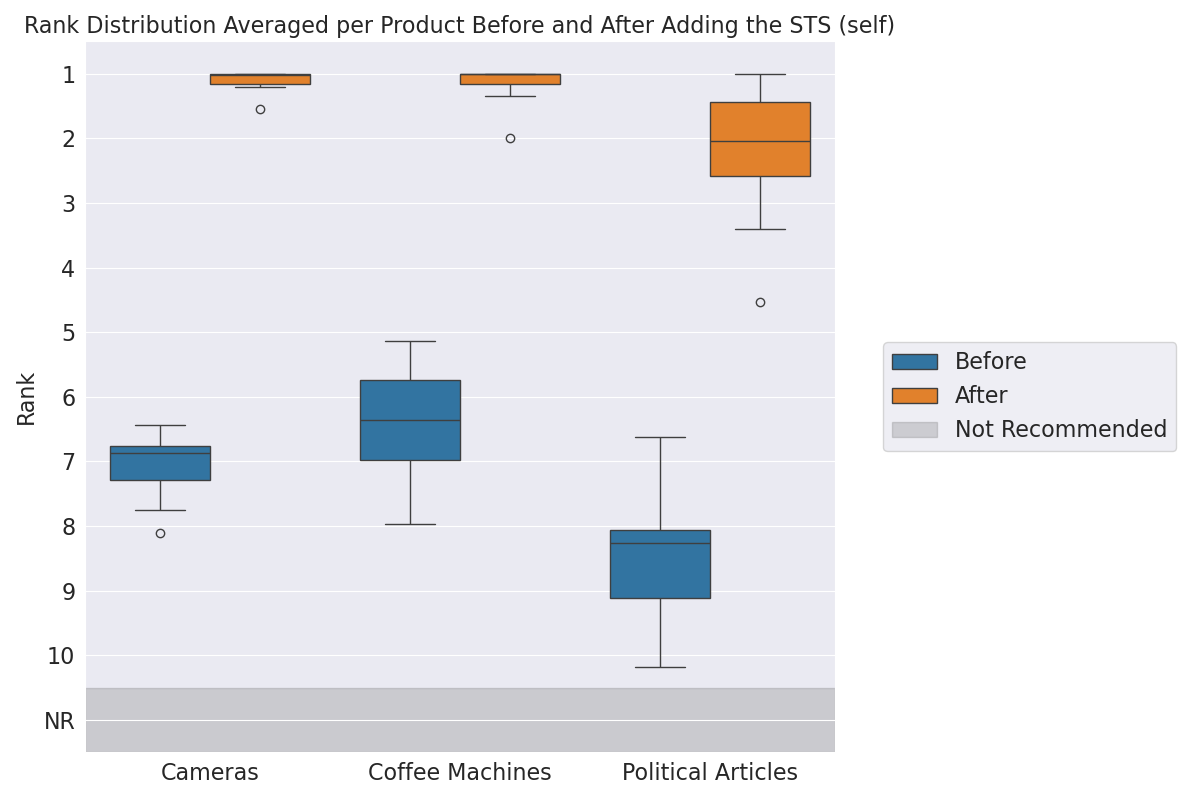 Rank Distribution Averaged per Product Before and After Adding the STS (self)
1
2
3
4
5
6
7
8
9
10
NR
Rank
Cameras
Coffee Machines
Political Articles
Before
After
Not Recommended